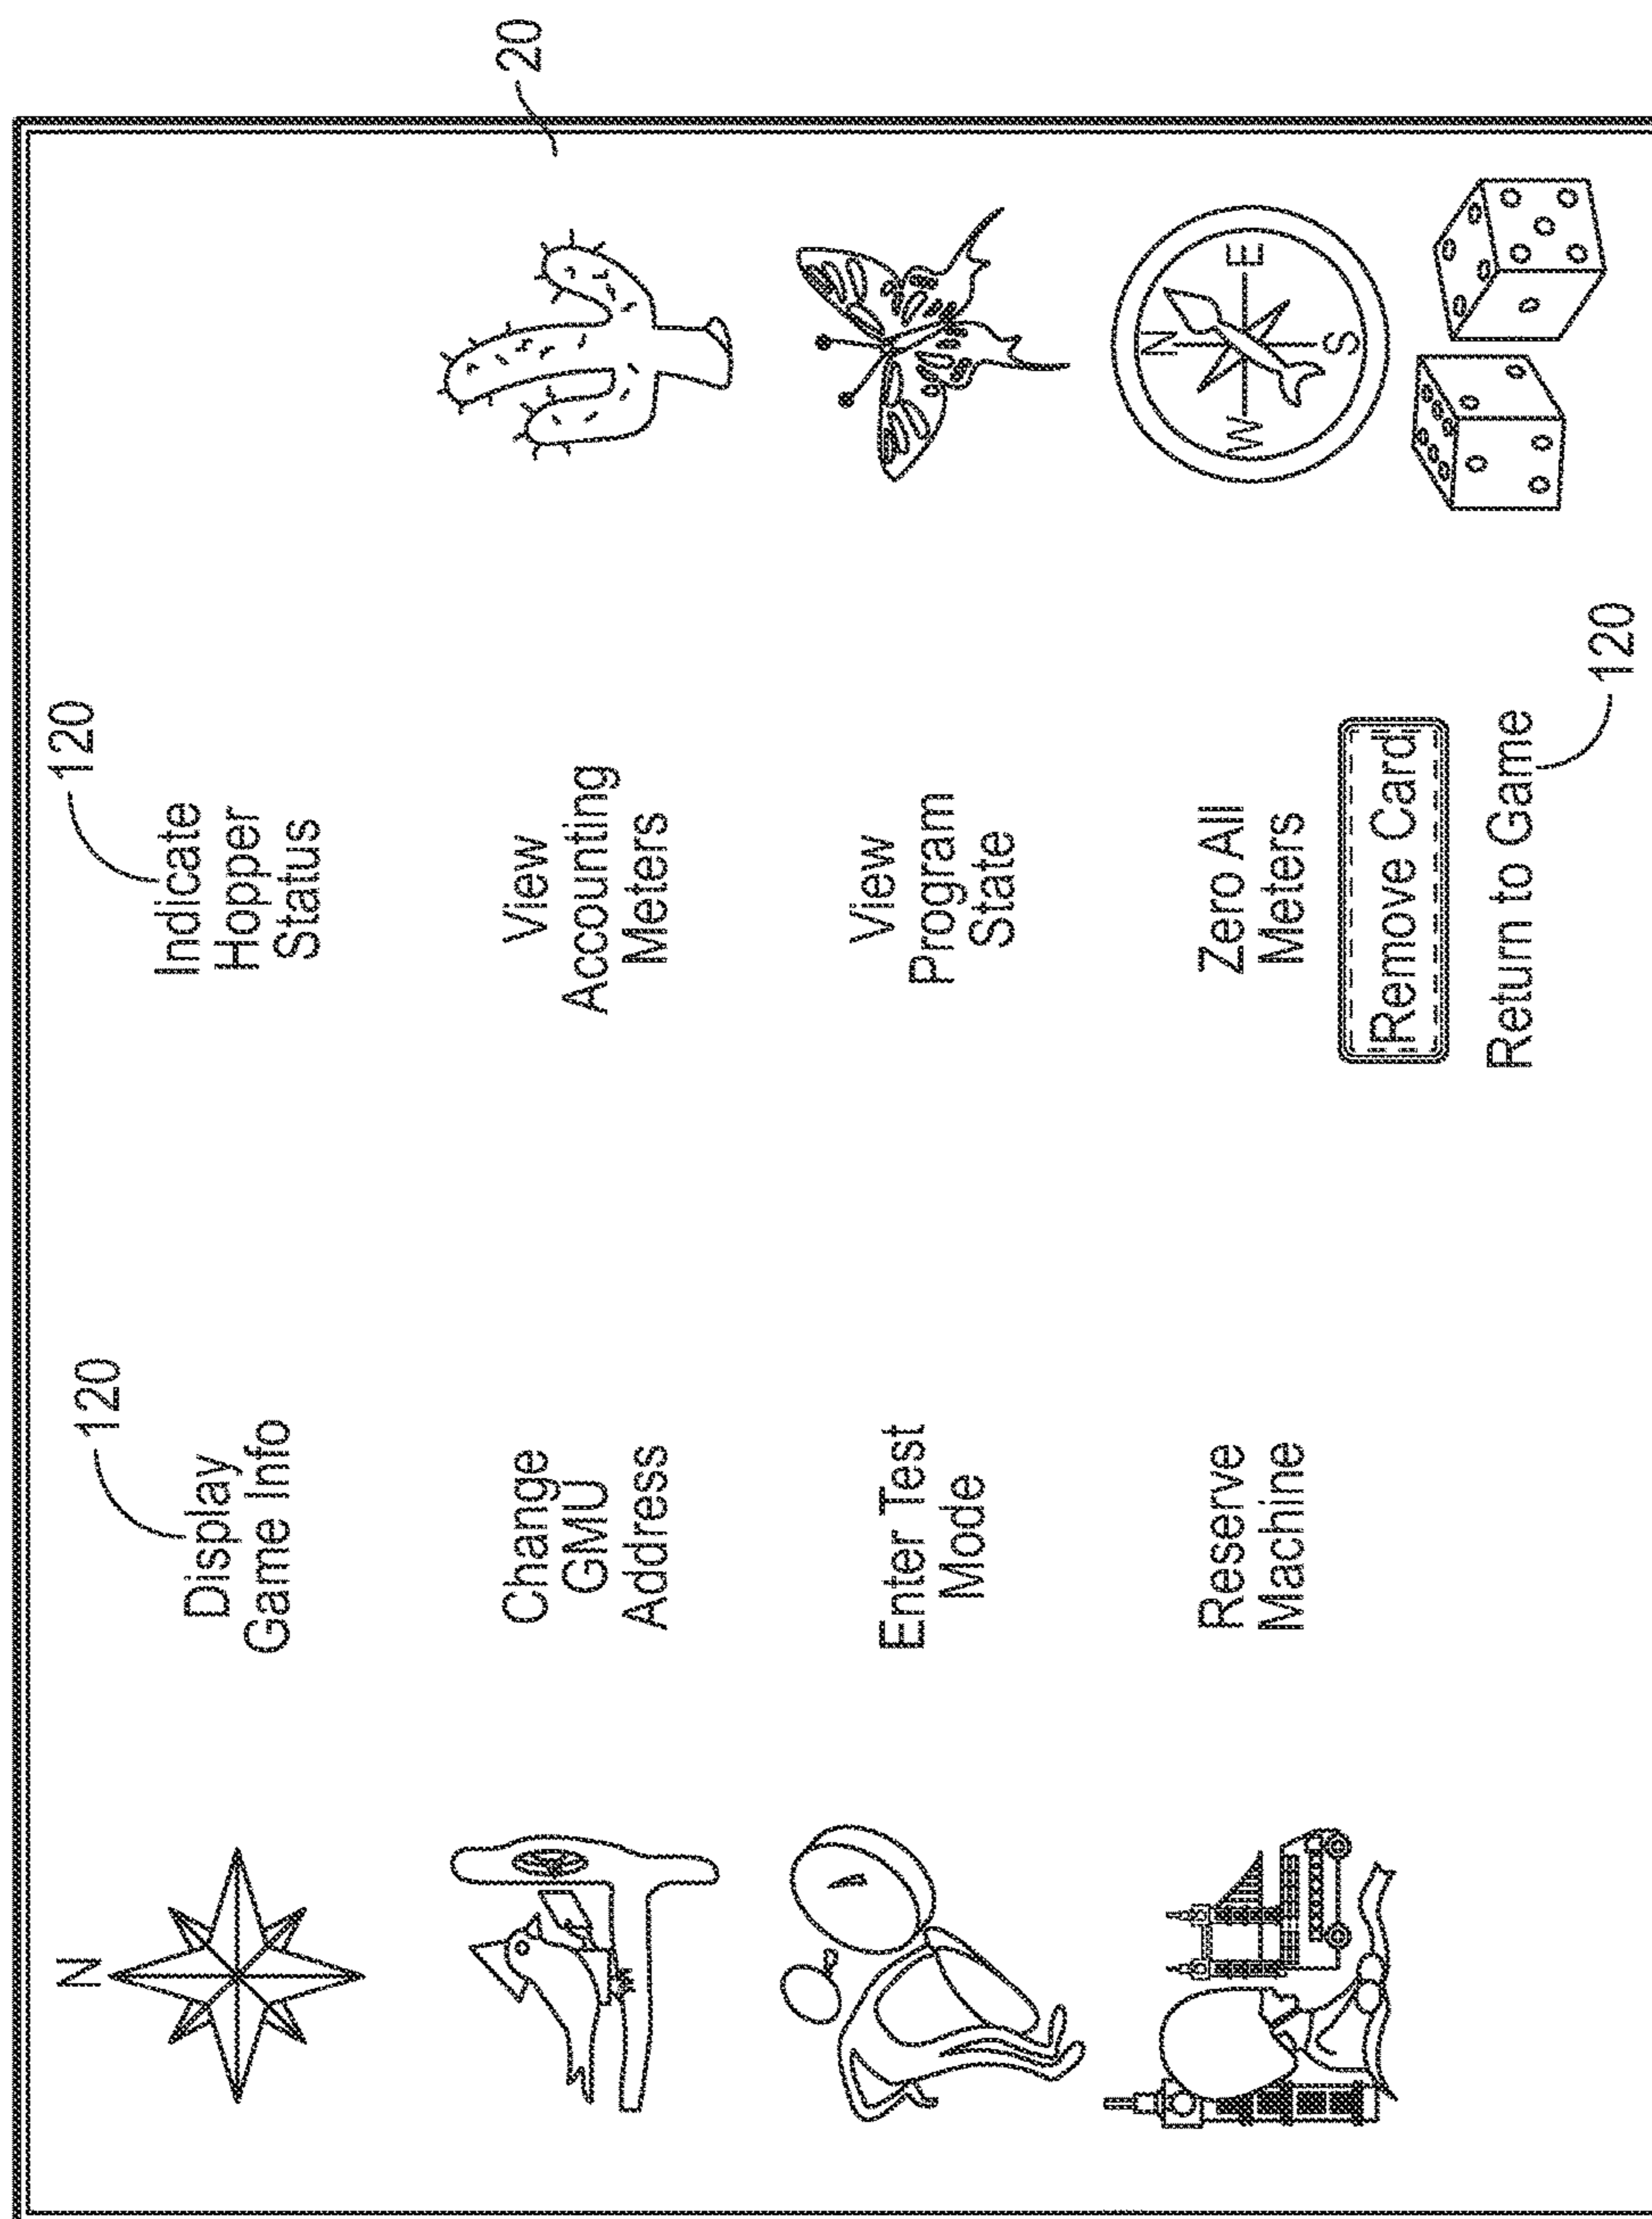 120
Display
Game Info
120
Indicate
Hopper
Status
20
Change
GMU
Address
View
Accounting
Meters
Enter Test
Mode
View
Program
State
Reserve
Machine
Zero All
Meters
Remove Card
Return to Game
120
N
N
E
S
W